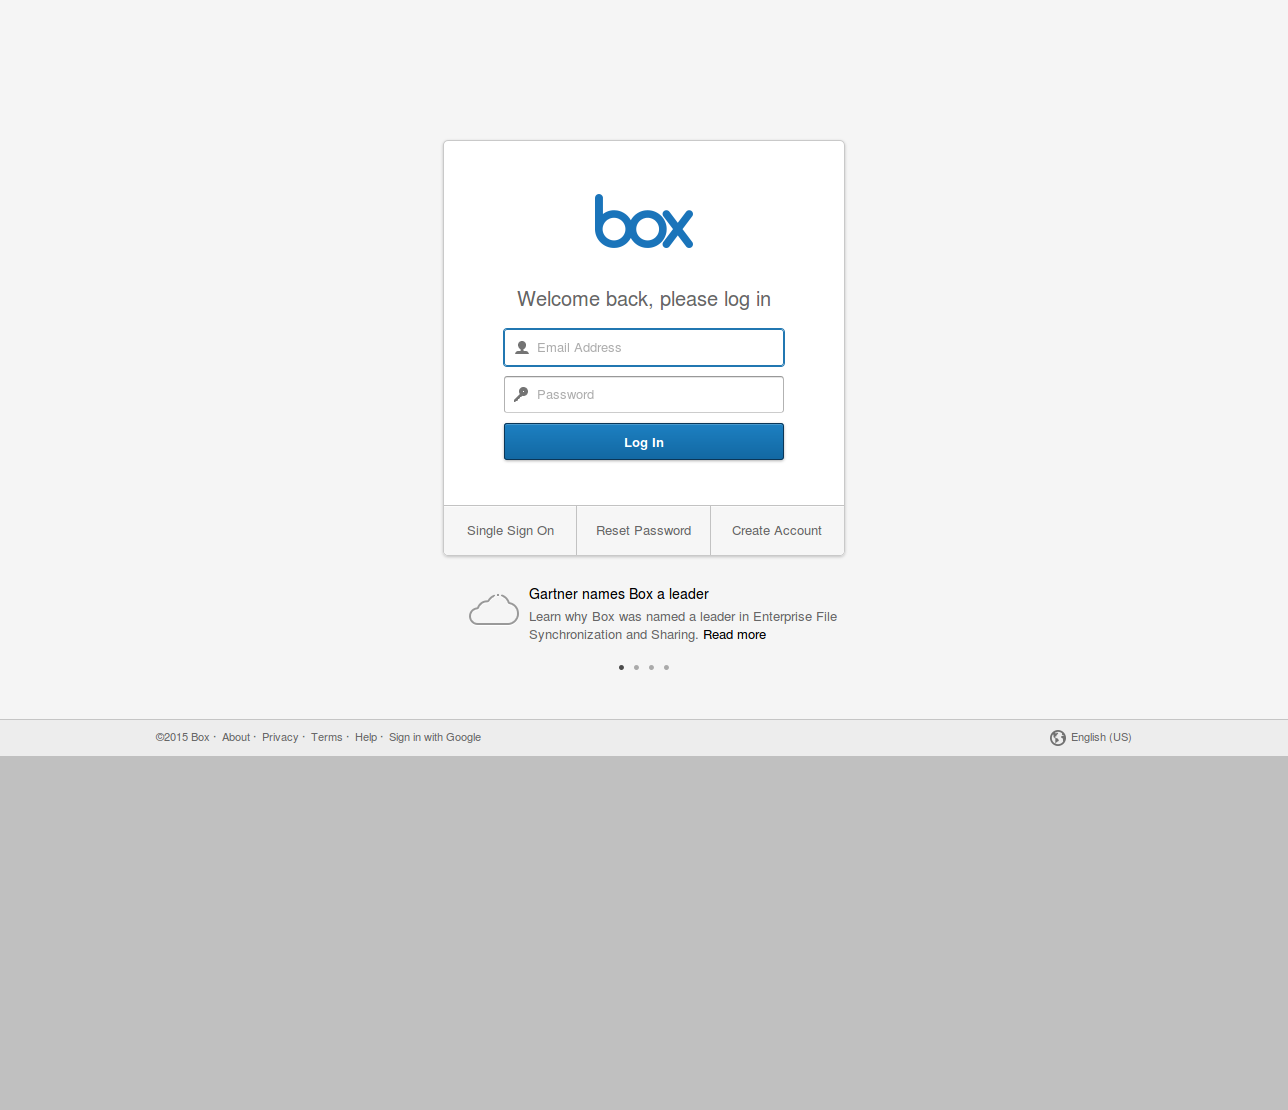 box
Welcome back, please log in
Email Address
Password
Log In
Single Sign On
Reset Password
Create Account
Gartner names Box a leader
Learn why Box was named a leader in Enterprise File
Synchronization and Sharing. Read more
©2015 Box · About · Privacy · Terms · Help · Sign in with Google
English (US)